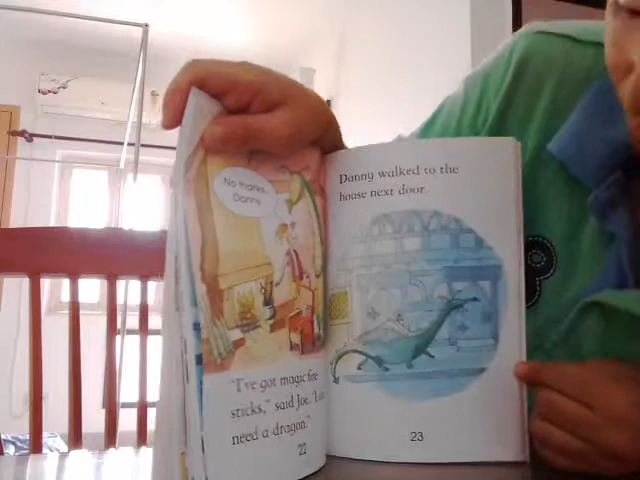 No thanks,
Danny.
"I've got magic fire
sticks," said Joe. "I
need a dragon."
22
Danny walked to the
house next door.
23